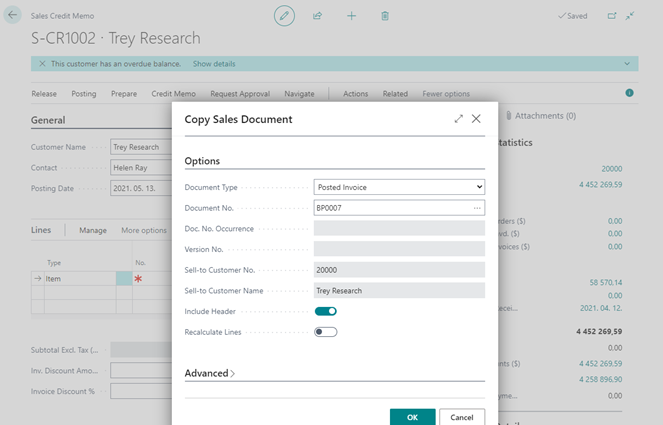 Sales Credit Memo
Saved
S-CR1002 · Trey Research
This customer has an overdue balance. Show details
Release Posting Prepare Credit Memo Request Approval Navigate Actions Related Fewer options
General
Customer Name Trey Research
Contact Helen Ray
Posting Date 2021. 05. 13.
Lines Manage More options
Type No.
Item *
Subtotal Excl. Tax (...
Inv. Discount Amo...
Invoice Discount %
Copy Sales Document
Options
Document Type Posted Invoice
Document No. BP0007 ...
Doc. No. Occurrence
Version No.
Sell-to Customer No. 20000
Sell-to Customer Name Trey Research
Include Header
Recalculate Lines
Advanced
OK Cancel
Attachments (0)
tatistics
20000
4 452 269,59
rders ($) 0.00
vd. ($) 0.00
voices ($) 0.00
58 570,14
0.00
ecei... 2021. 04. 12.
4 452 269,59
0.00
ents ($) 4 452 269.59
4 258 896.90
yme... 0.00